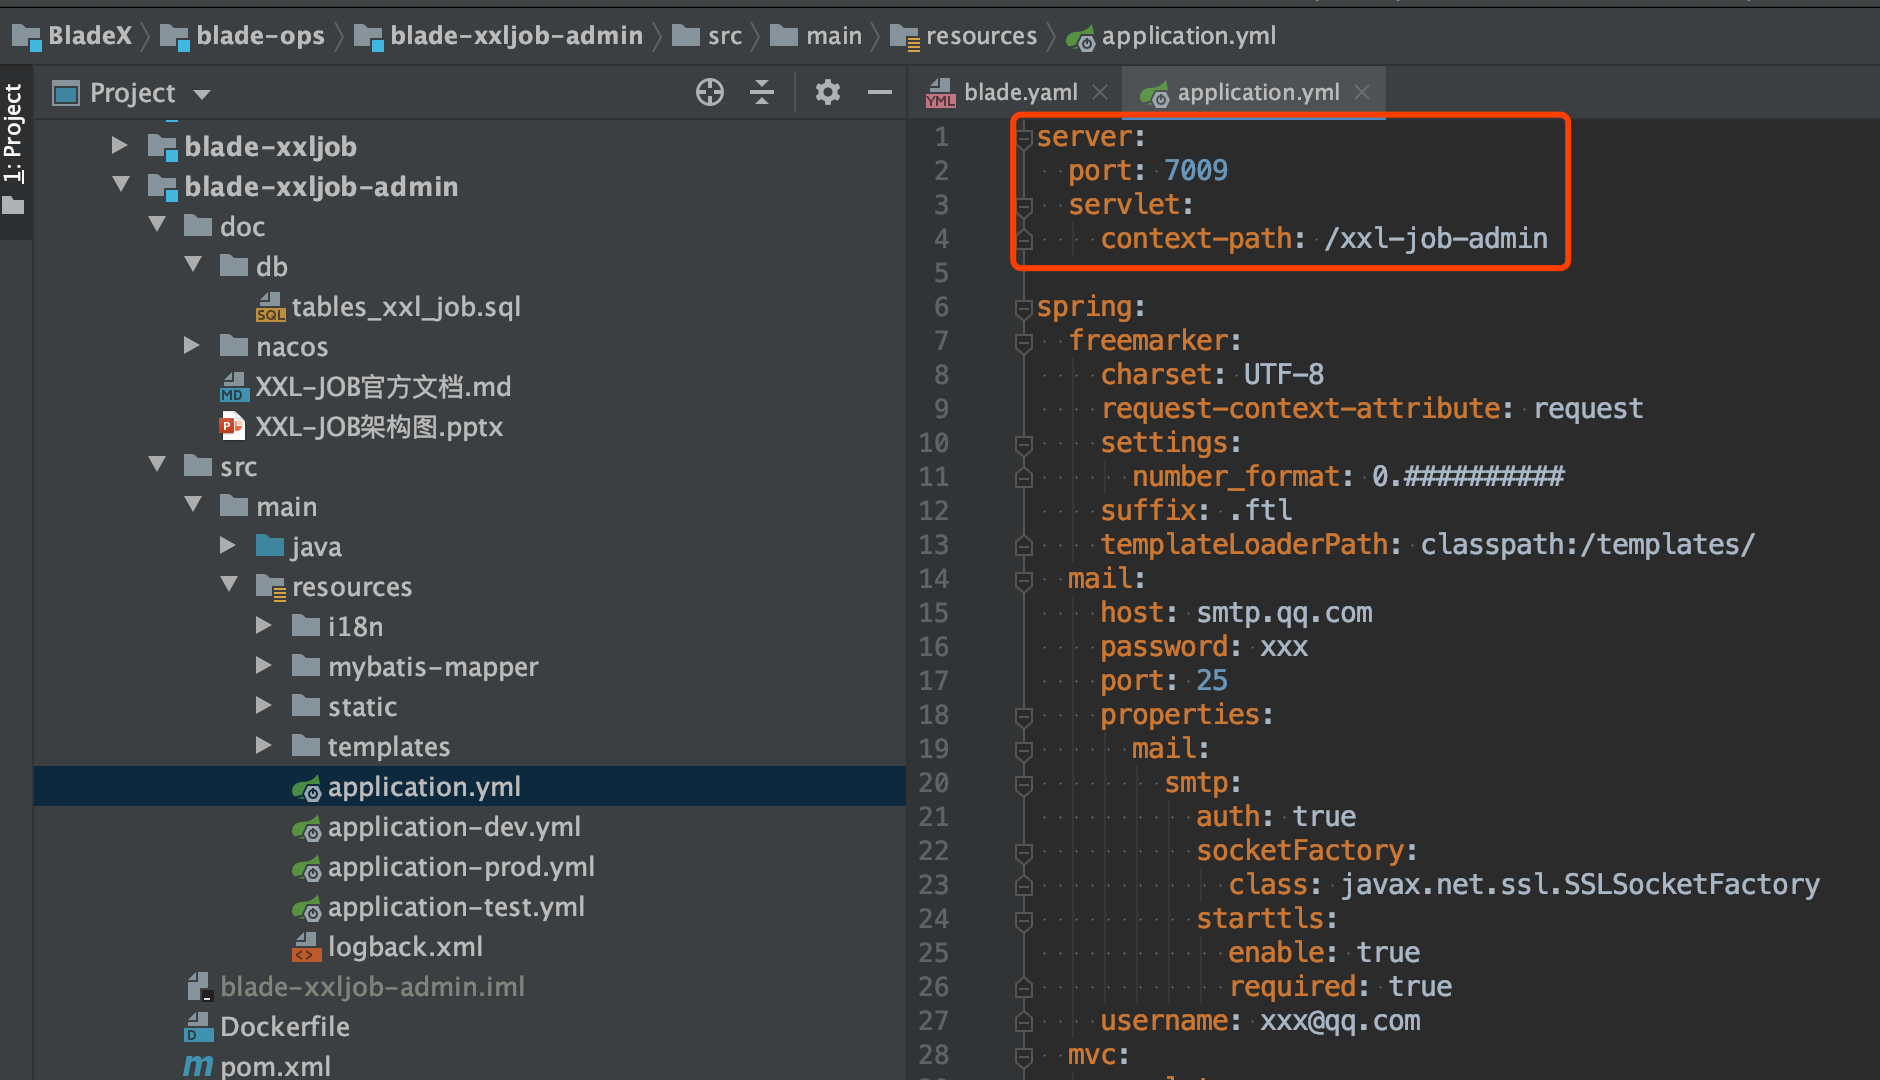 BladeX blade-ops blade-xxljob-admin src main resources application.yml
1: Project
Project
blade-xxljob
blade-xxljob-admin
doc
db
tables_xxl_job.sql
nacos
XXL-JOB官方文档.md
XXL-JOB架构图.pptx
src
main
java
resources
i18n
mybatis-mapper
static
templates
application.yml
application-dev.yml
application-prod.yml
application-test.yml
logback.xml
blade-xxljob-admin.iml
Dockerfile
pom.xml
blade.yaml application.yml
1 server:
2 port: 7009
3 servlet:
4 context-path: /xxl-job-admin
5
6 spring:
7 freemarker:
8 charset: UTF-8
9 request-context-attribute: request
10 settings:
11 number_format: 0.##########
12 suffix: .ftl
13 templateLoaderPath: classpath:/templates/
14 mail:
15 host: smtp.qq.com
16 password: xxx
17 port: 25
18 properties:
19 mail:
20 smtp:
21 auth: true
22 socketFactory:
23 class: javax.net.ssl.SSLSocketFactory
24 starttls:
25 enable: true
26 required: true
27 username: xxx@qq.com
28 mvc: